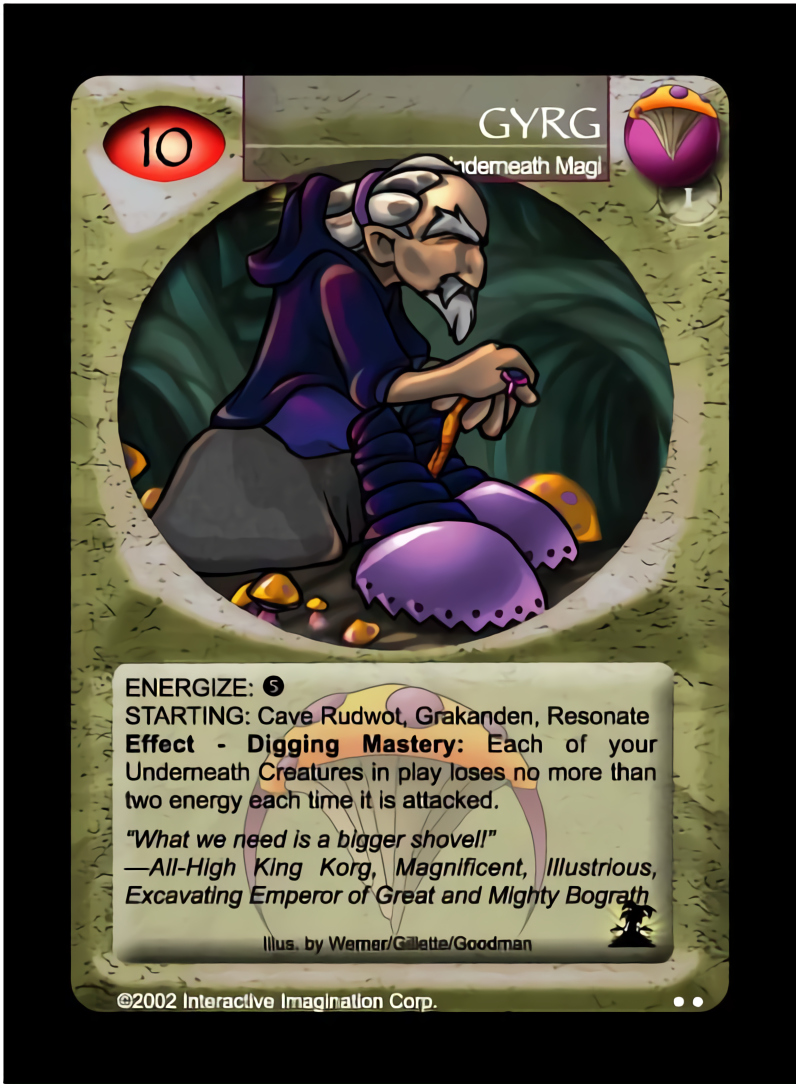 10
GYRG
Underneath Magi
I
ENERGIZE: 5
STARTING: Cave Rudwot, Grakanden, Resonate
Effect - Digging Mastery: Each of your
Underneath Creatures in play loses no more than
two energy each time it is attacked.
"What we need is a bigger shovel!"
—All-High King Korg, Magnificent, Illustrious,
Excavating Emperor of Great and Mighty Bograth
Illus. by Werner/Gillette/Goodman
©2002 Interactive Imagination Corp.